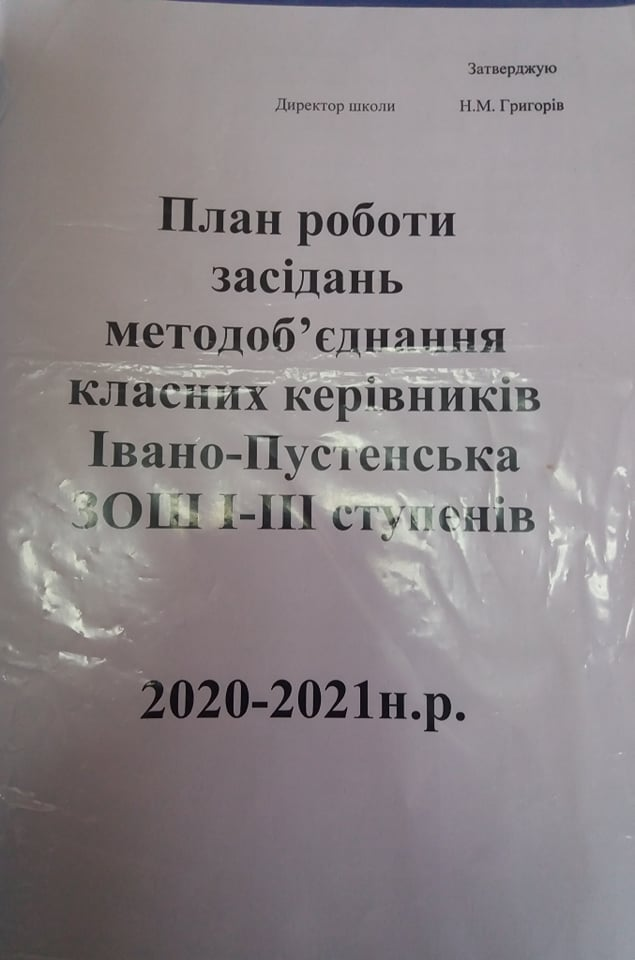 Затверджую
Директор школи Н.М. Григорів
План роботи
засідань
методоб’єднання
класних керівників
Івано-Пустенська
ЗОШ І-ІІІ ступенів
2020-2021н.р.